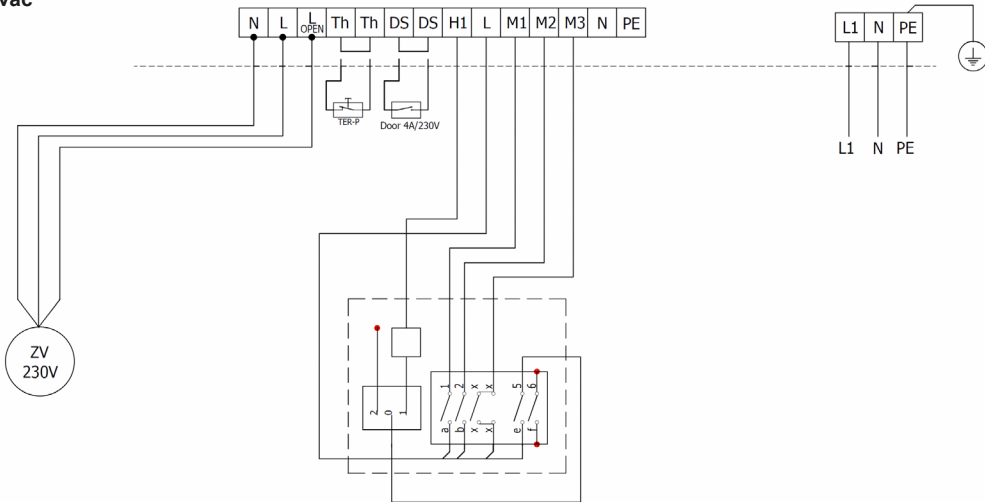 vac
N L L OPEN Th Th DS DS H1 L M1 M2 M3 N PE
L1 N PE
TER-P
Door 4A/230V
L1 N PE
ZV
230V
1 2 x x 5 6
2 0 1
a b x x e f